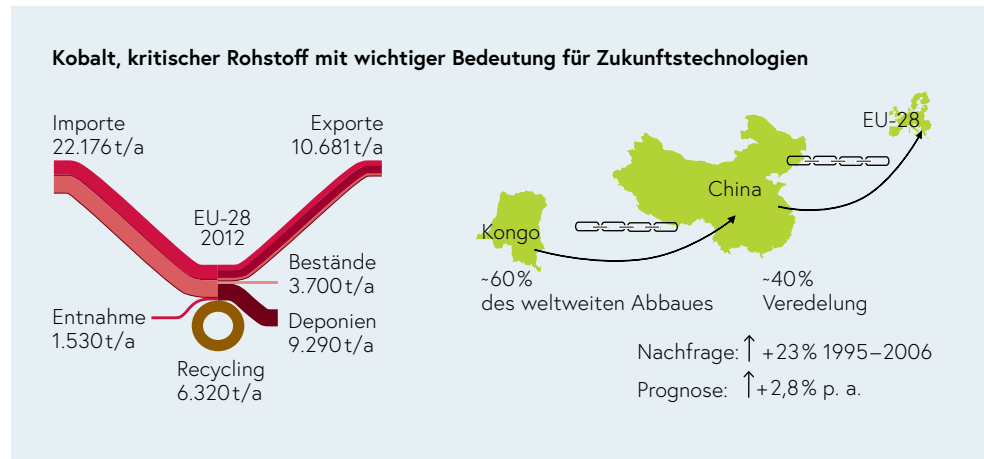 Kobalt, kritischer Rohstoff mit wichtiger Bedeutung für Zukunftstechnologien
Importe
22.176 t/a
Exporte
10.681 t/a
EU-28
2012
Bestände
3.700 t/a
Entnahme
1.530 t/a
Deponien
9.290 t/a
Recycling
6.320 t/a
EU-28
China
Kongo
~60%
des weltweiten Abbaues
~40%
Veredelung
Nachfrage: ↑ +23% 1995–2006
Prognose: ↑ +2,8% p. a.